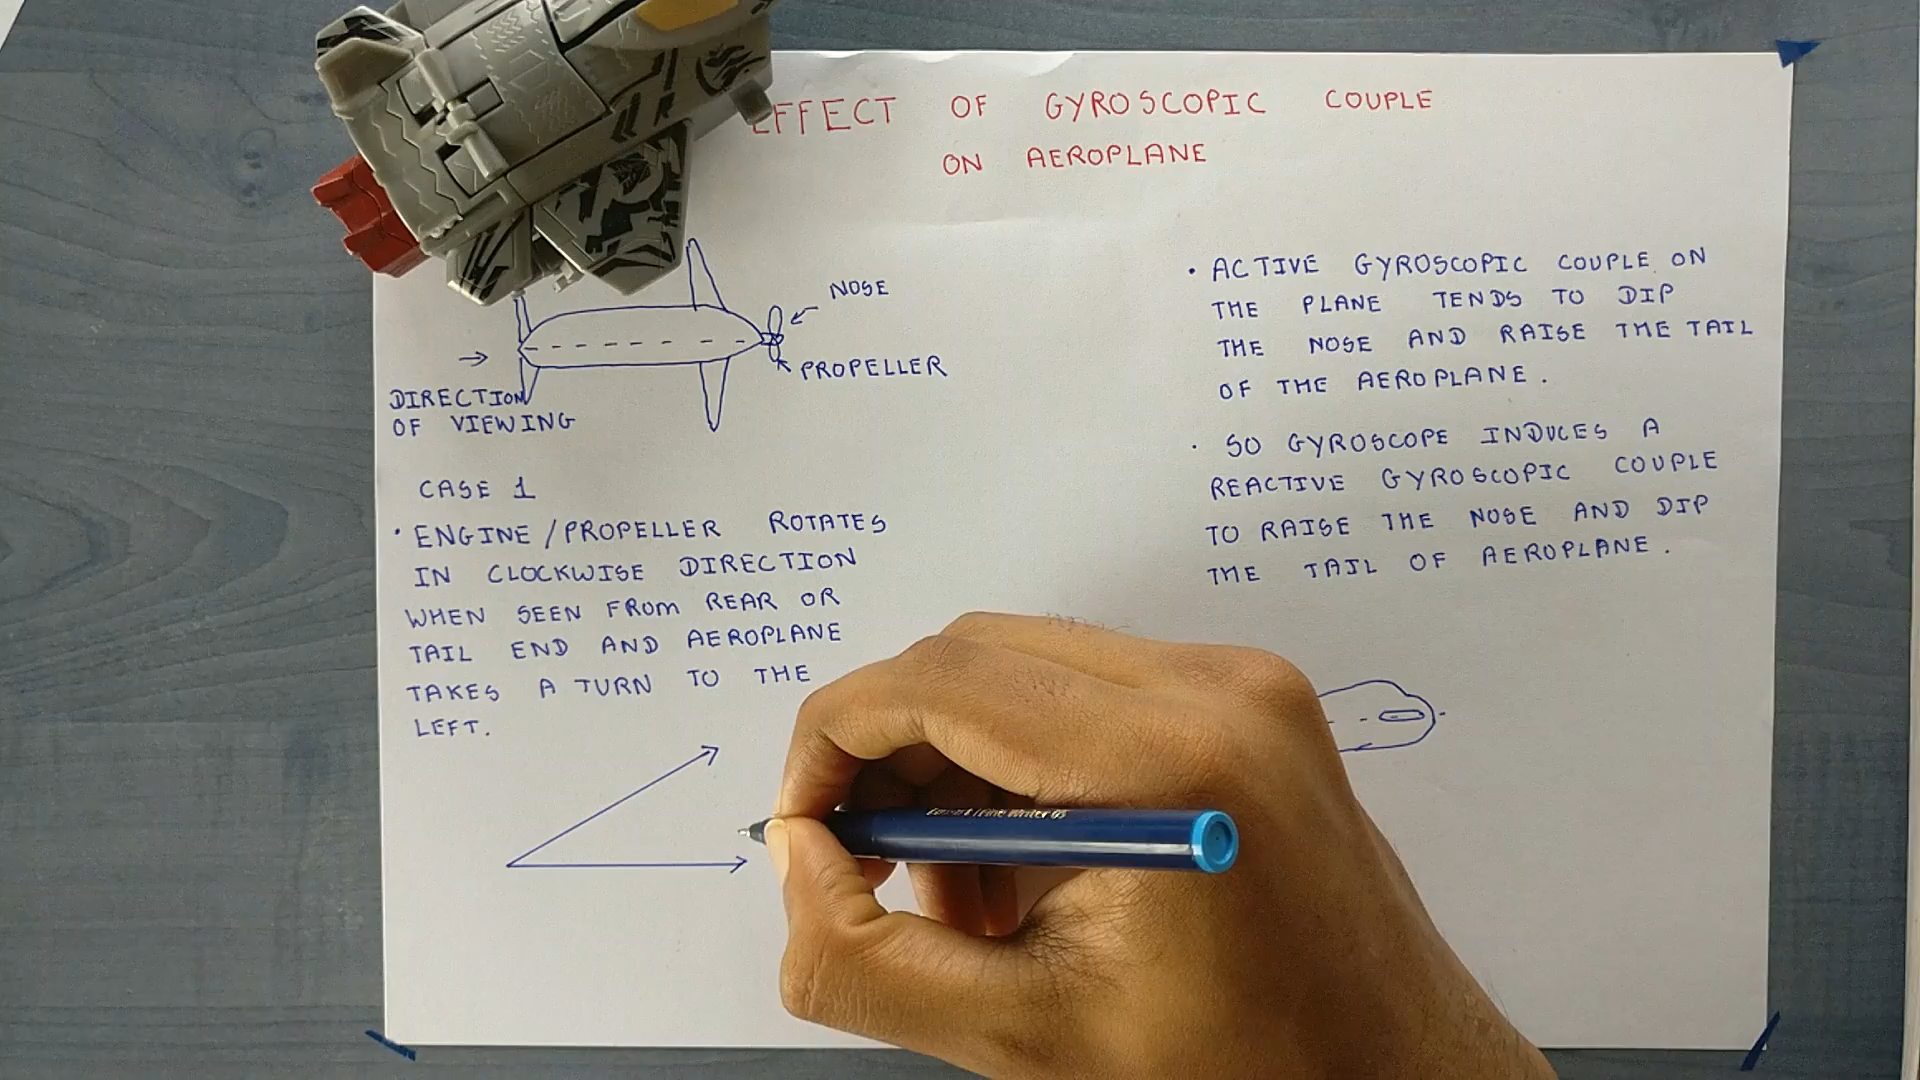 EFFECT OF GYROSCOPIC COUPLE
ON AEROPLANE
NOSE
PROPELLER
DIRECTION
OF VIEWING
CASE 1
• ENGINE/PROPELLER ROTATES
IN CLOCKWISE DIRECTION
WHEN SEEN FROM REAR OR
TAIL END AND AEROPLANE
TAKES A TURN TO THE
LEFT.
• ACTIVE GYROSCOPIC COUPLE ON
THE PLANE TENDS TO DIP
THE NOSE AND RAISE THE TAIL
OF THE AEROPLANE.
• SO GYROSCOPE INDUCES A
REACTIVE GYROSCOPIC COUPLE
TO RAISE THE NOSE AND DIP
THE TAIL OF AEROPLANE.